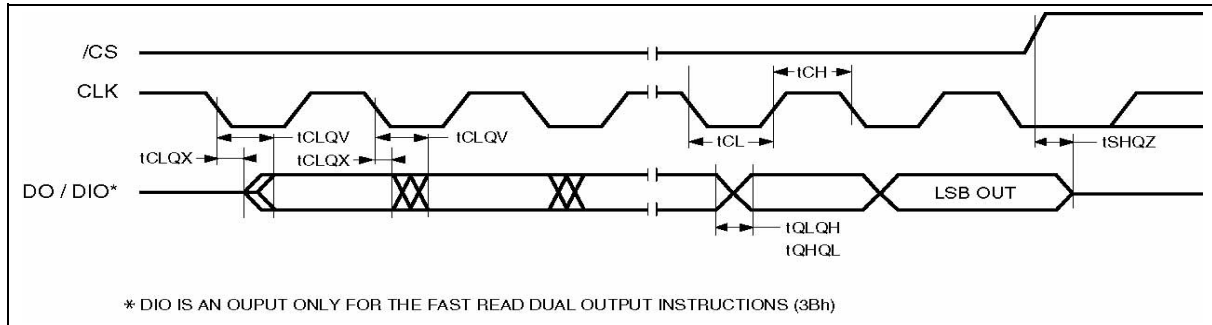 /CS
tCH
CLK
tCLQV
tCLQV
tCL
tSHQZ
tCLQX
tCLQX
DO / DIO*
LSB OUT
tQLQH
tQHQL
* DIO IS AN OUPUT ONLY FOR THE FAST READ DUAL OUTPUT INSTRUCTIONS (3Bh)